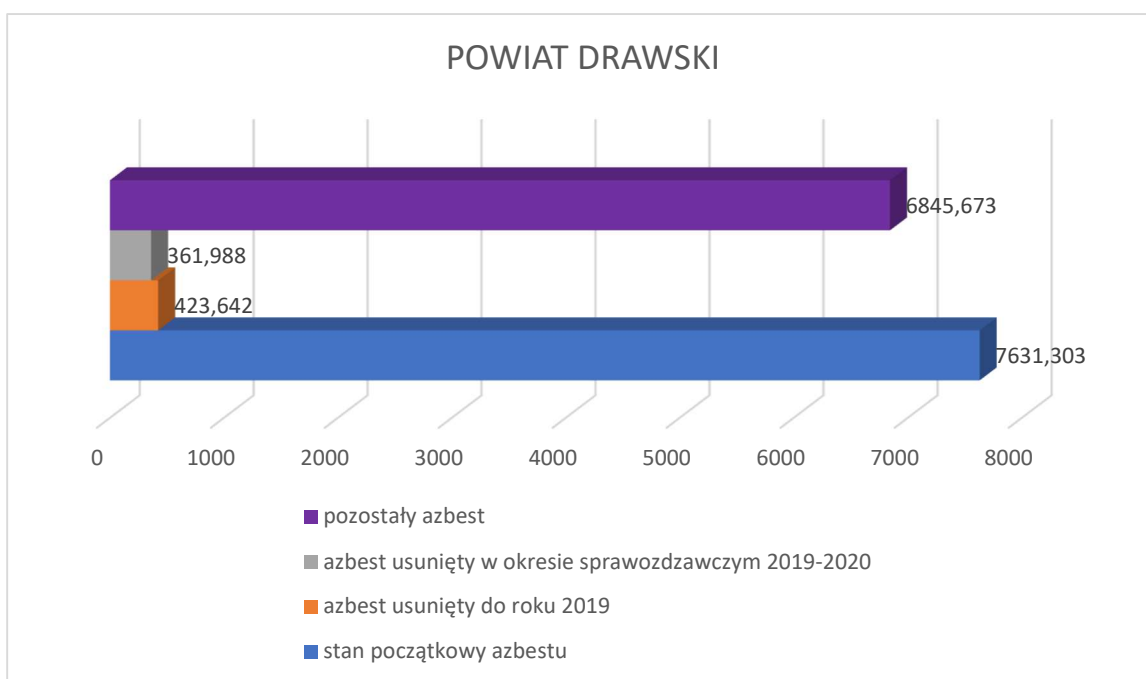 POWIAT DRAWSKI
6845,673
361,988
423,642
7631,303
0 1000 2000 3000 4000 5000 6000 7000 8000
pozostały azbest
azbest usunięty w okresie sprawozdzawczym 2019-2020
azbest usunięty do roku 2019
stan początkowy azbestu